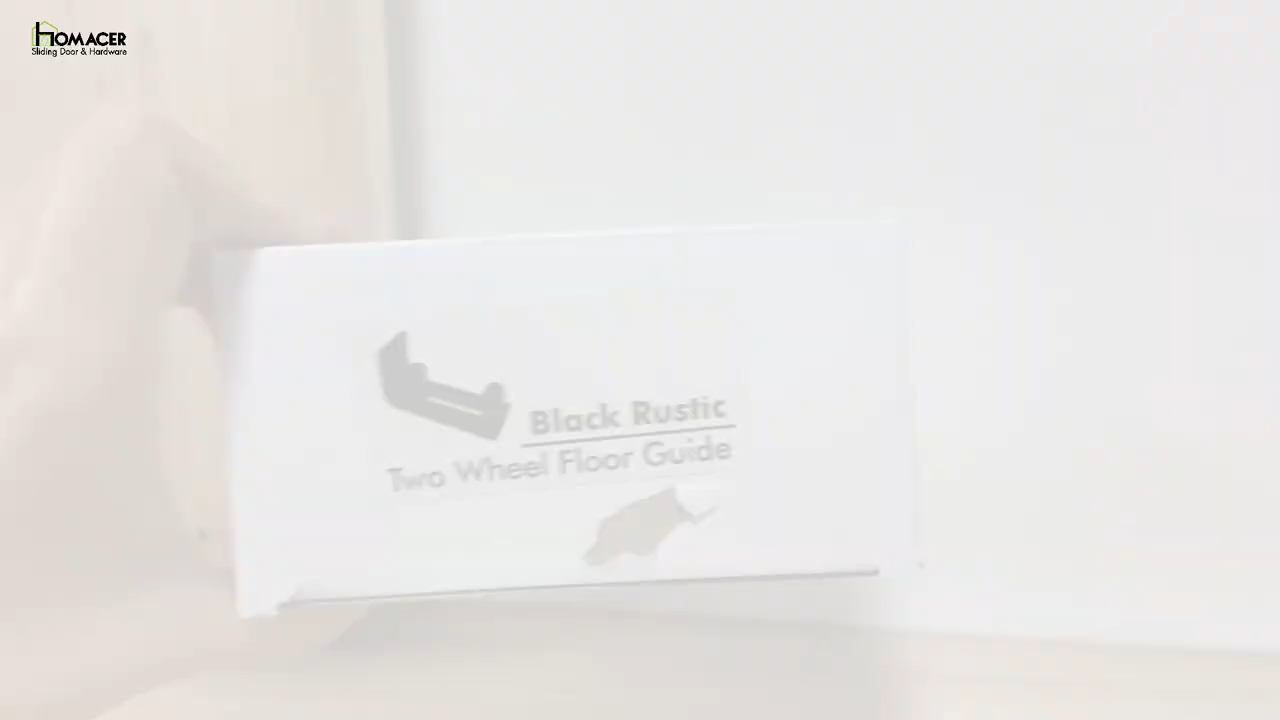 HOMACER
Sliding Door & Hardware
Black Rustic
Two Wheel Floor Guide